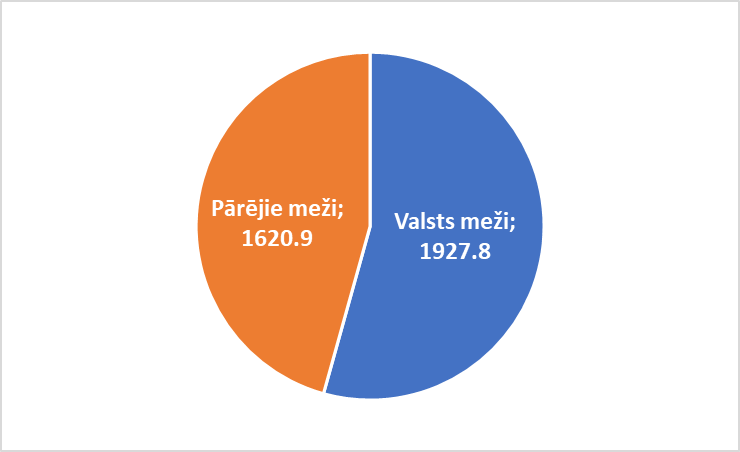 Pārējie meži;
1620.9
Valsts meži;
1927.8